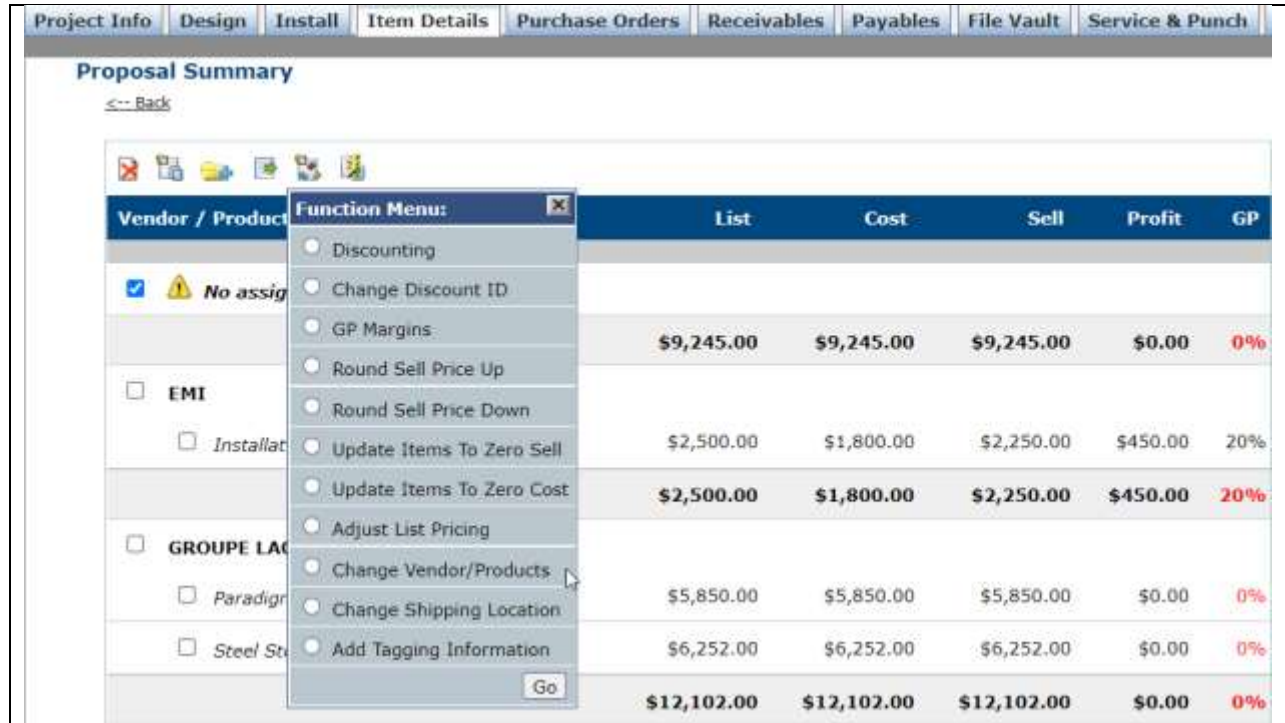 Project Info Design Install Item Details Purchase Orders Receivables Payables File Vault Service & Punch
Proposal Summary
<-- Back
Vendor / Product List Cost Sell Profit GP
Function Menu:
Discounting
No assig
Change Discount ID
GP Margins
$9,245.00 $9,245.00 $9,245.00 $0.00 0%
Round Sell Price Up
EMI
Round Sell Price Down
Installat $2,500.00 $1,800.00 $2,250.00 $450.00 20%
Update Items To Zero Sell
Update Items To Zero Cost
$2,500.00 $1,800.00 $2,250.00 $450.00 20%
Adjust List Pricing
GROUPE LAC
Change Vendor/Products
Paradigr $5,850.00 $5,850.00 $5,850.00 $0.00 0%
Change Shipping Location
Steel St $6,252.00 $6,252.00 $6,252.00 $0.00 0%
Add Tagging Information
Go
$12,102.00 $12,102.00 $12,102.00 $0.00 0%